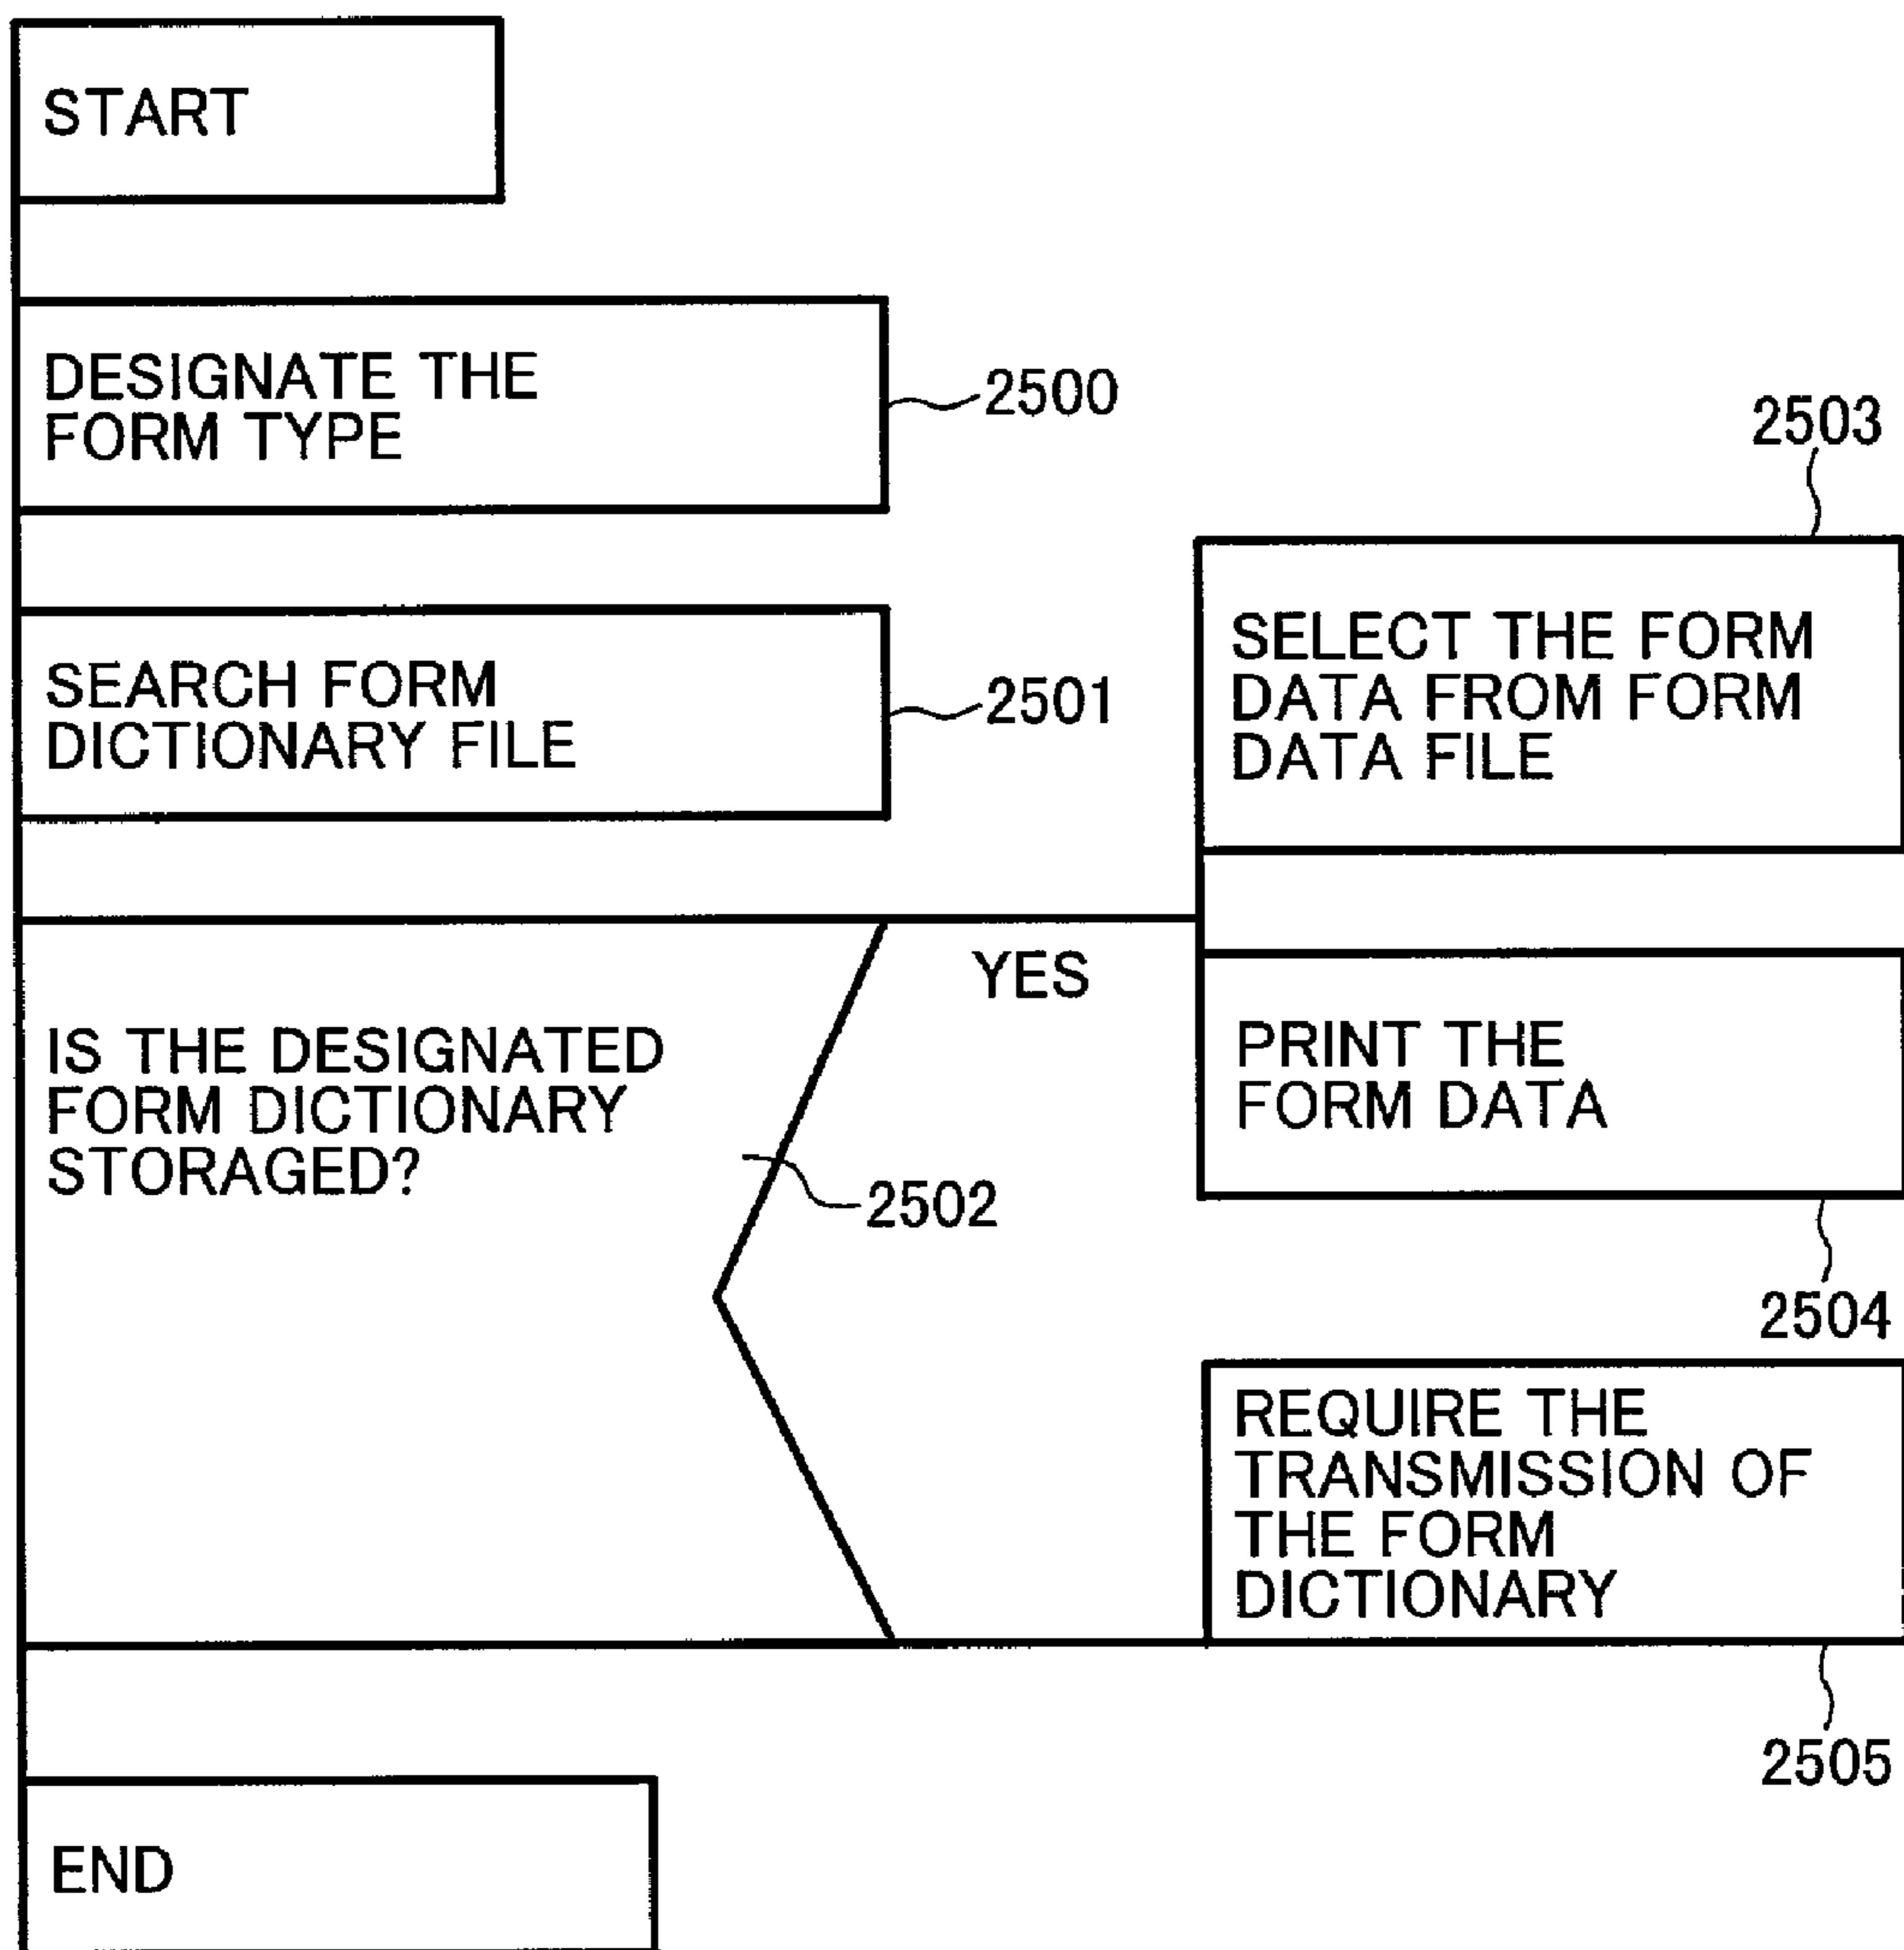 START
DESIGNATE THE
FORM TYPE
2500
SEARCH FORM
DICTIONARY FILE
2501
IS THE DESIGNATED
FORM DICTIONARY
STORAGED?
2502
YES
2503
SELECT THE FORM
DATA FROM FORM
DATA FILE
PRINT THE
FORM DATA
2504
REQUIRE THE
TRANSMISSION OF
THE FORM
DICTIONARY
2505
END